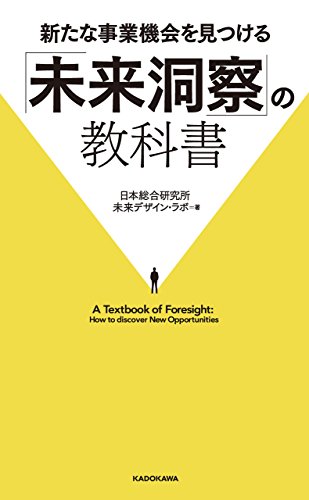 新たな事業機会を見つける
「未来洞察」の
教科書
日本総合研究所
未来デザイン・ラボ=著
A Textbook of Foresight:
How to discover New Opportunities
KADOKAWA